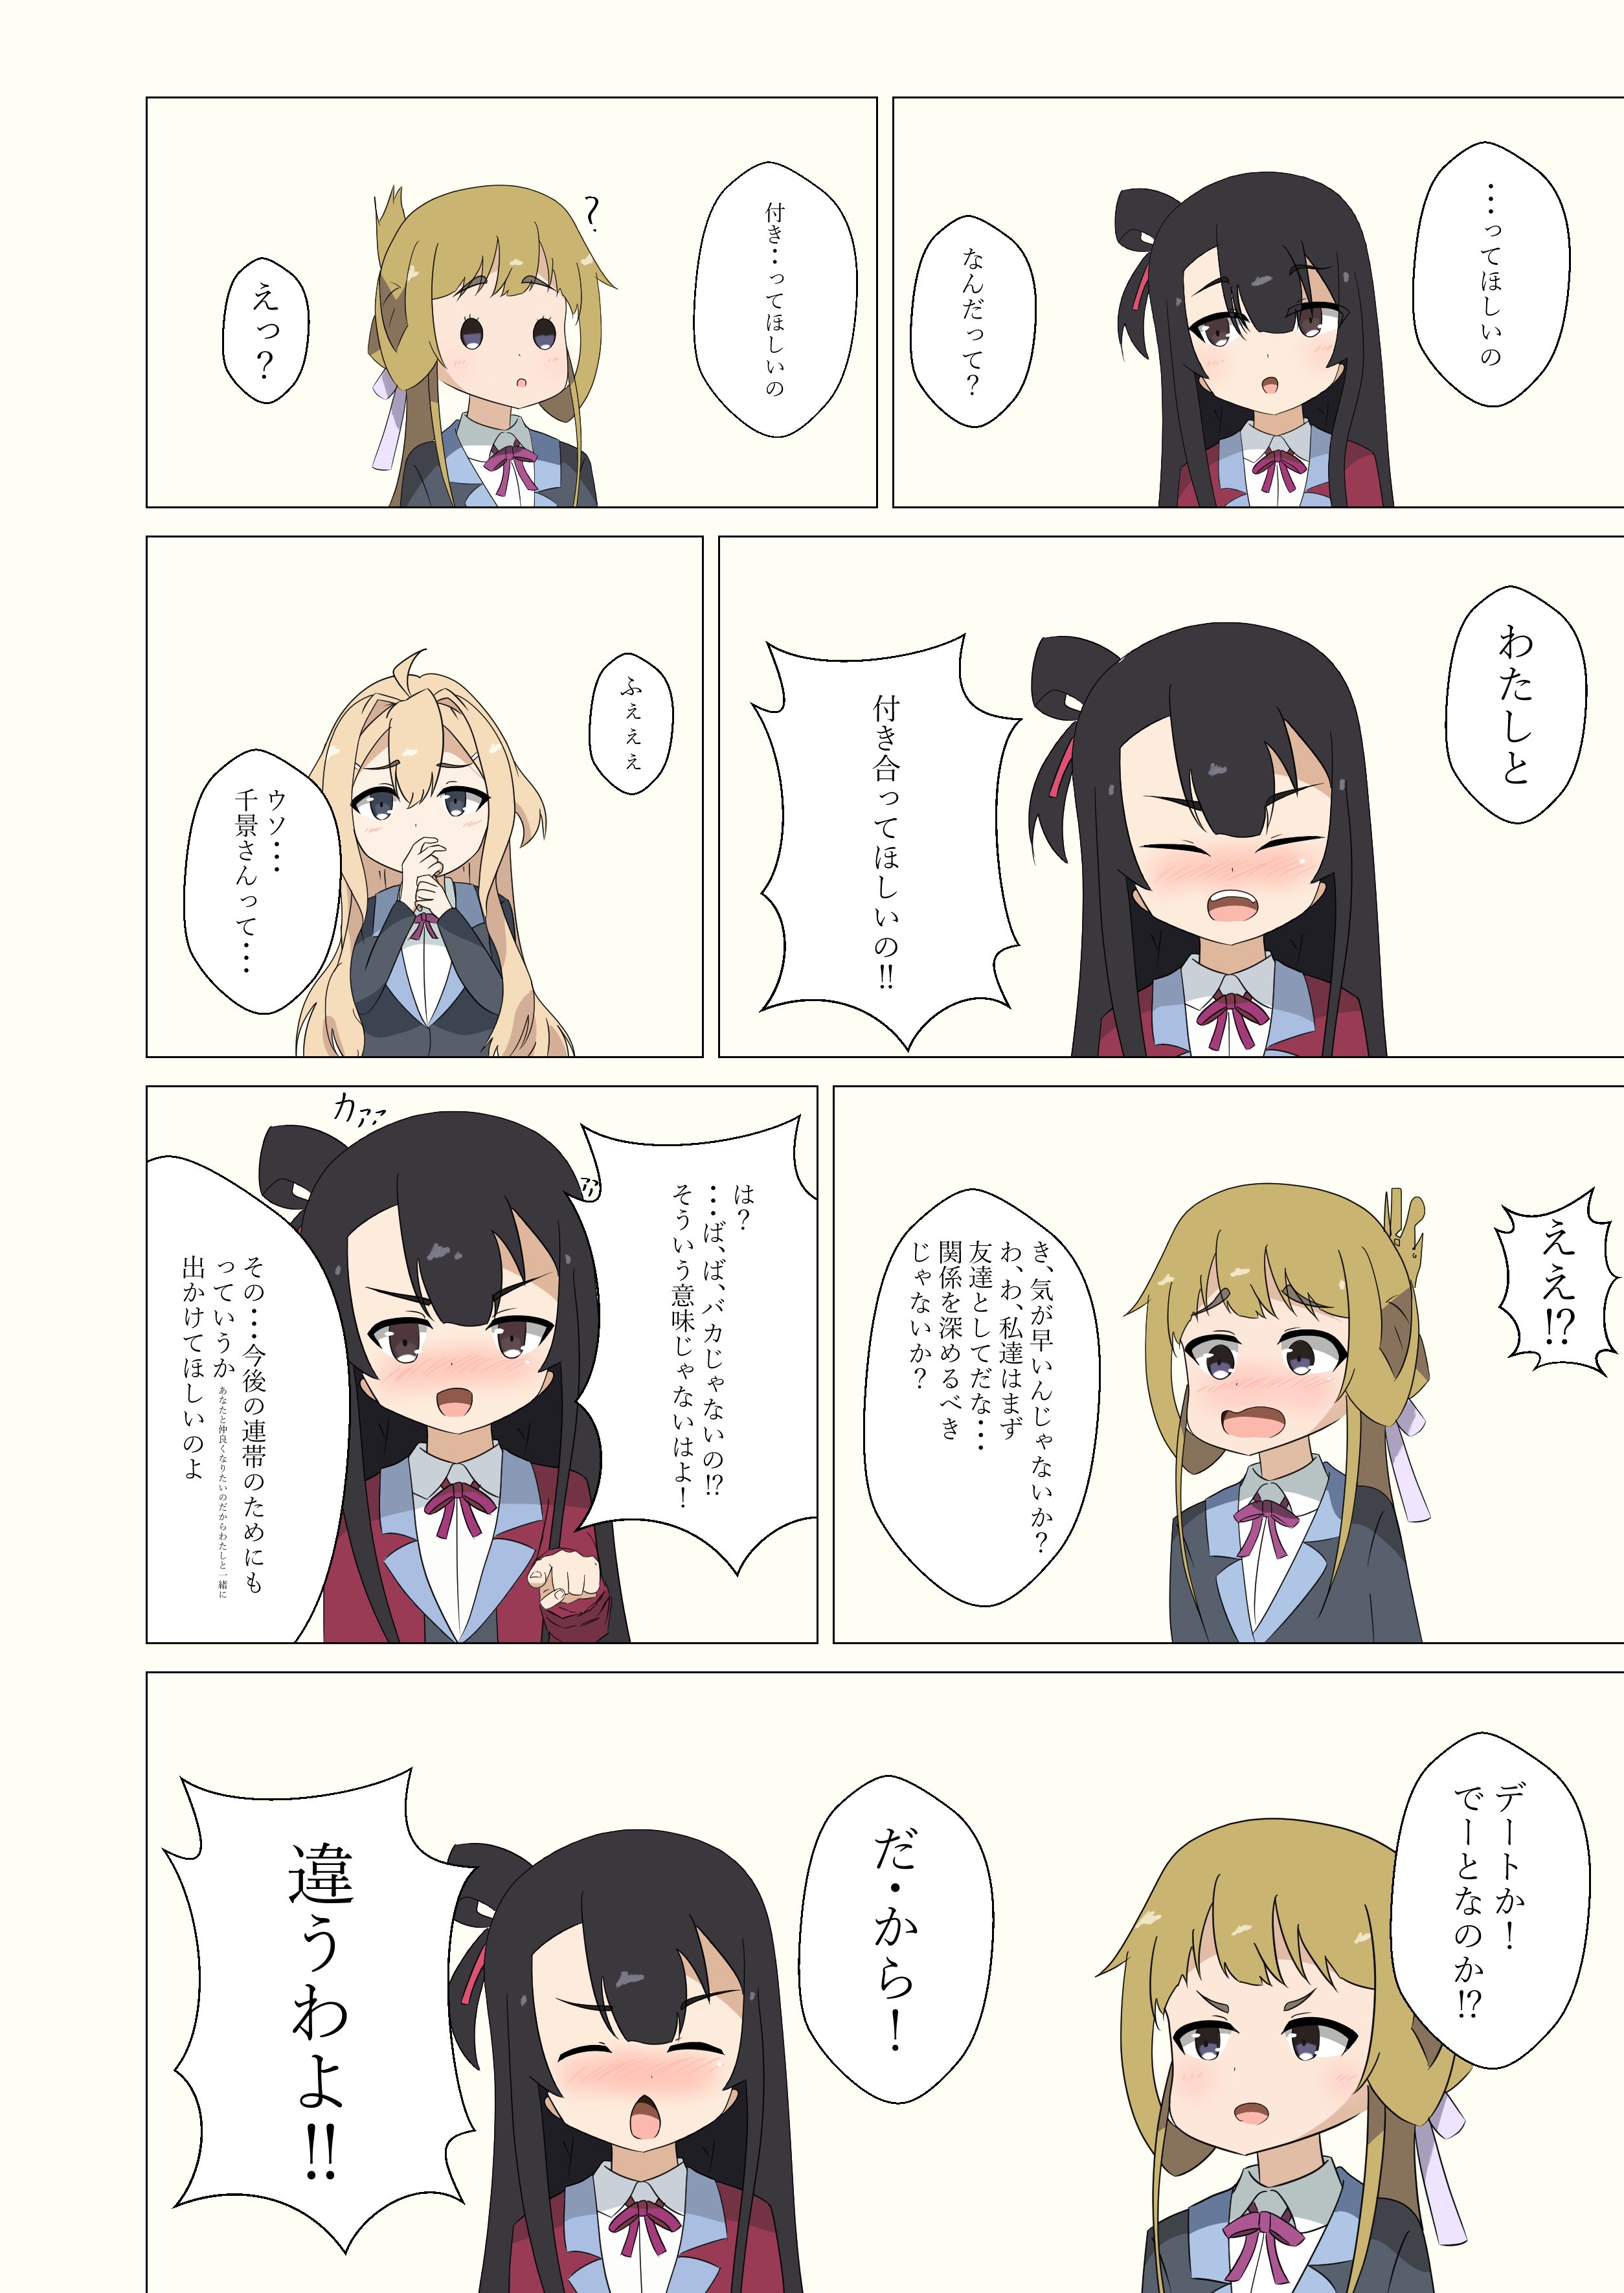 ・・・ってほしいの
なんだって？
付き・・ってほしいの
？
えっ？
わたしと
付き合ってほしいの!!
ふぇぇぇ
ウソ・・・
千景さんって・・・
ええ!?
!?
き、気が早いんじゃないか？
わ、わ、私達はまず
友達としてだな・・・
関係を深めるべき
じゃないか？
は？
・・・ば、ば、バカじゃないの!?
そういう意味じゃないはよ！
カァァ
その・・・今後の連帯のためにも
っていうか あなたと仲良くなりたいのだからわたしと一緒に
出かけてほしいのよ
デートか！
でーとなのか!?
だ・から！
違うわよ!!